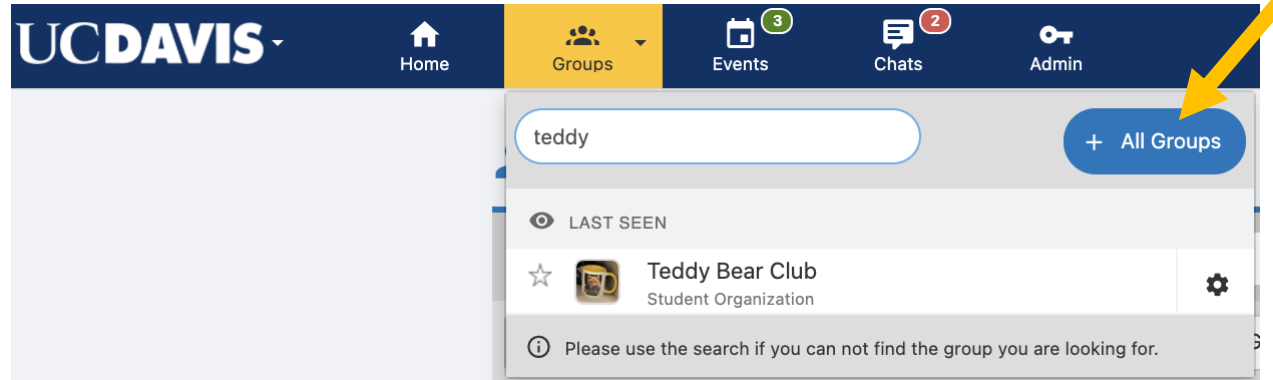 UCDAVIS
Home
Groups
Events
3
Chats
2
Admin
teddy
+ All Groups
LAST SEEN
Teddy Bear Club
Student Organization
Please use the search if you can not find the group you are looking for.